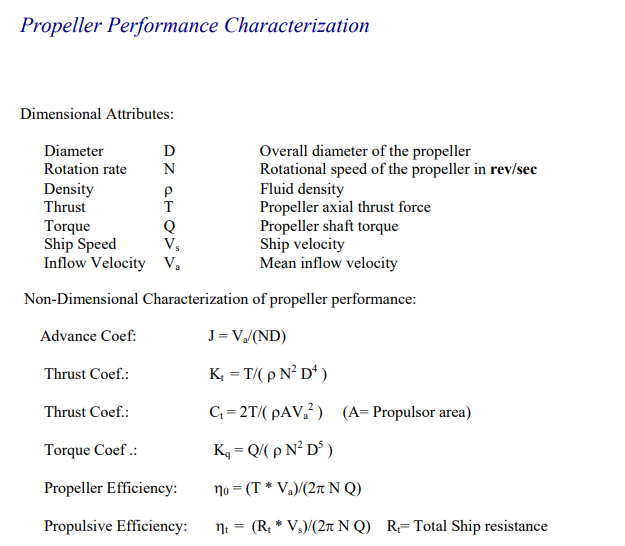 Propeller Performance Characterization
Dimensional Attributes:
Diameter D Overall diameter of the propeller
Rotation rate N Rotational speed of the propeller in rev/sec
Density ρ Fluid density
Thrust T Propeller axial thrust force
Torque Q Propeller shaft torque
Ship Speed Vₛ Ship velocity
Inflow Velocity Vₐ Mean inflow velocity
Non-Dimensional Characterization of propeller performance:
Advance Coef: J = Vₐ/(ND)
Thrust Coef.: Kₜ = T/( ρ N² D⁴ )
Thrust Coef.: Cₜ = 2T/( ρAVₐ² ) (A= Propulsor area)
Torque Coef .: K_q = Q/( ρ N² D⁵ )
Propeller Efficiency: η₀ = (T * Vₐ)/(2π N Q)
Propulsive Efficiency: ηₜ = (Rₜ * Vₛ)/(2π N Q) Rₜ= Total Ship resistance